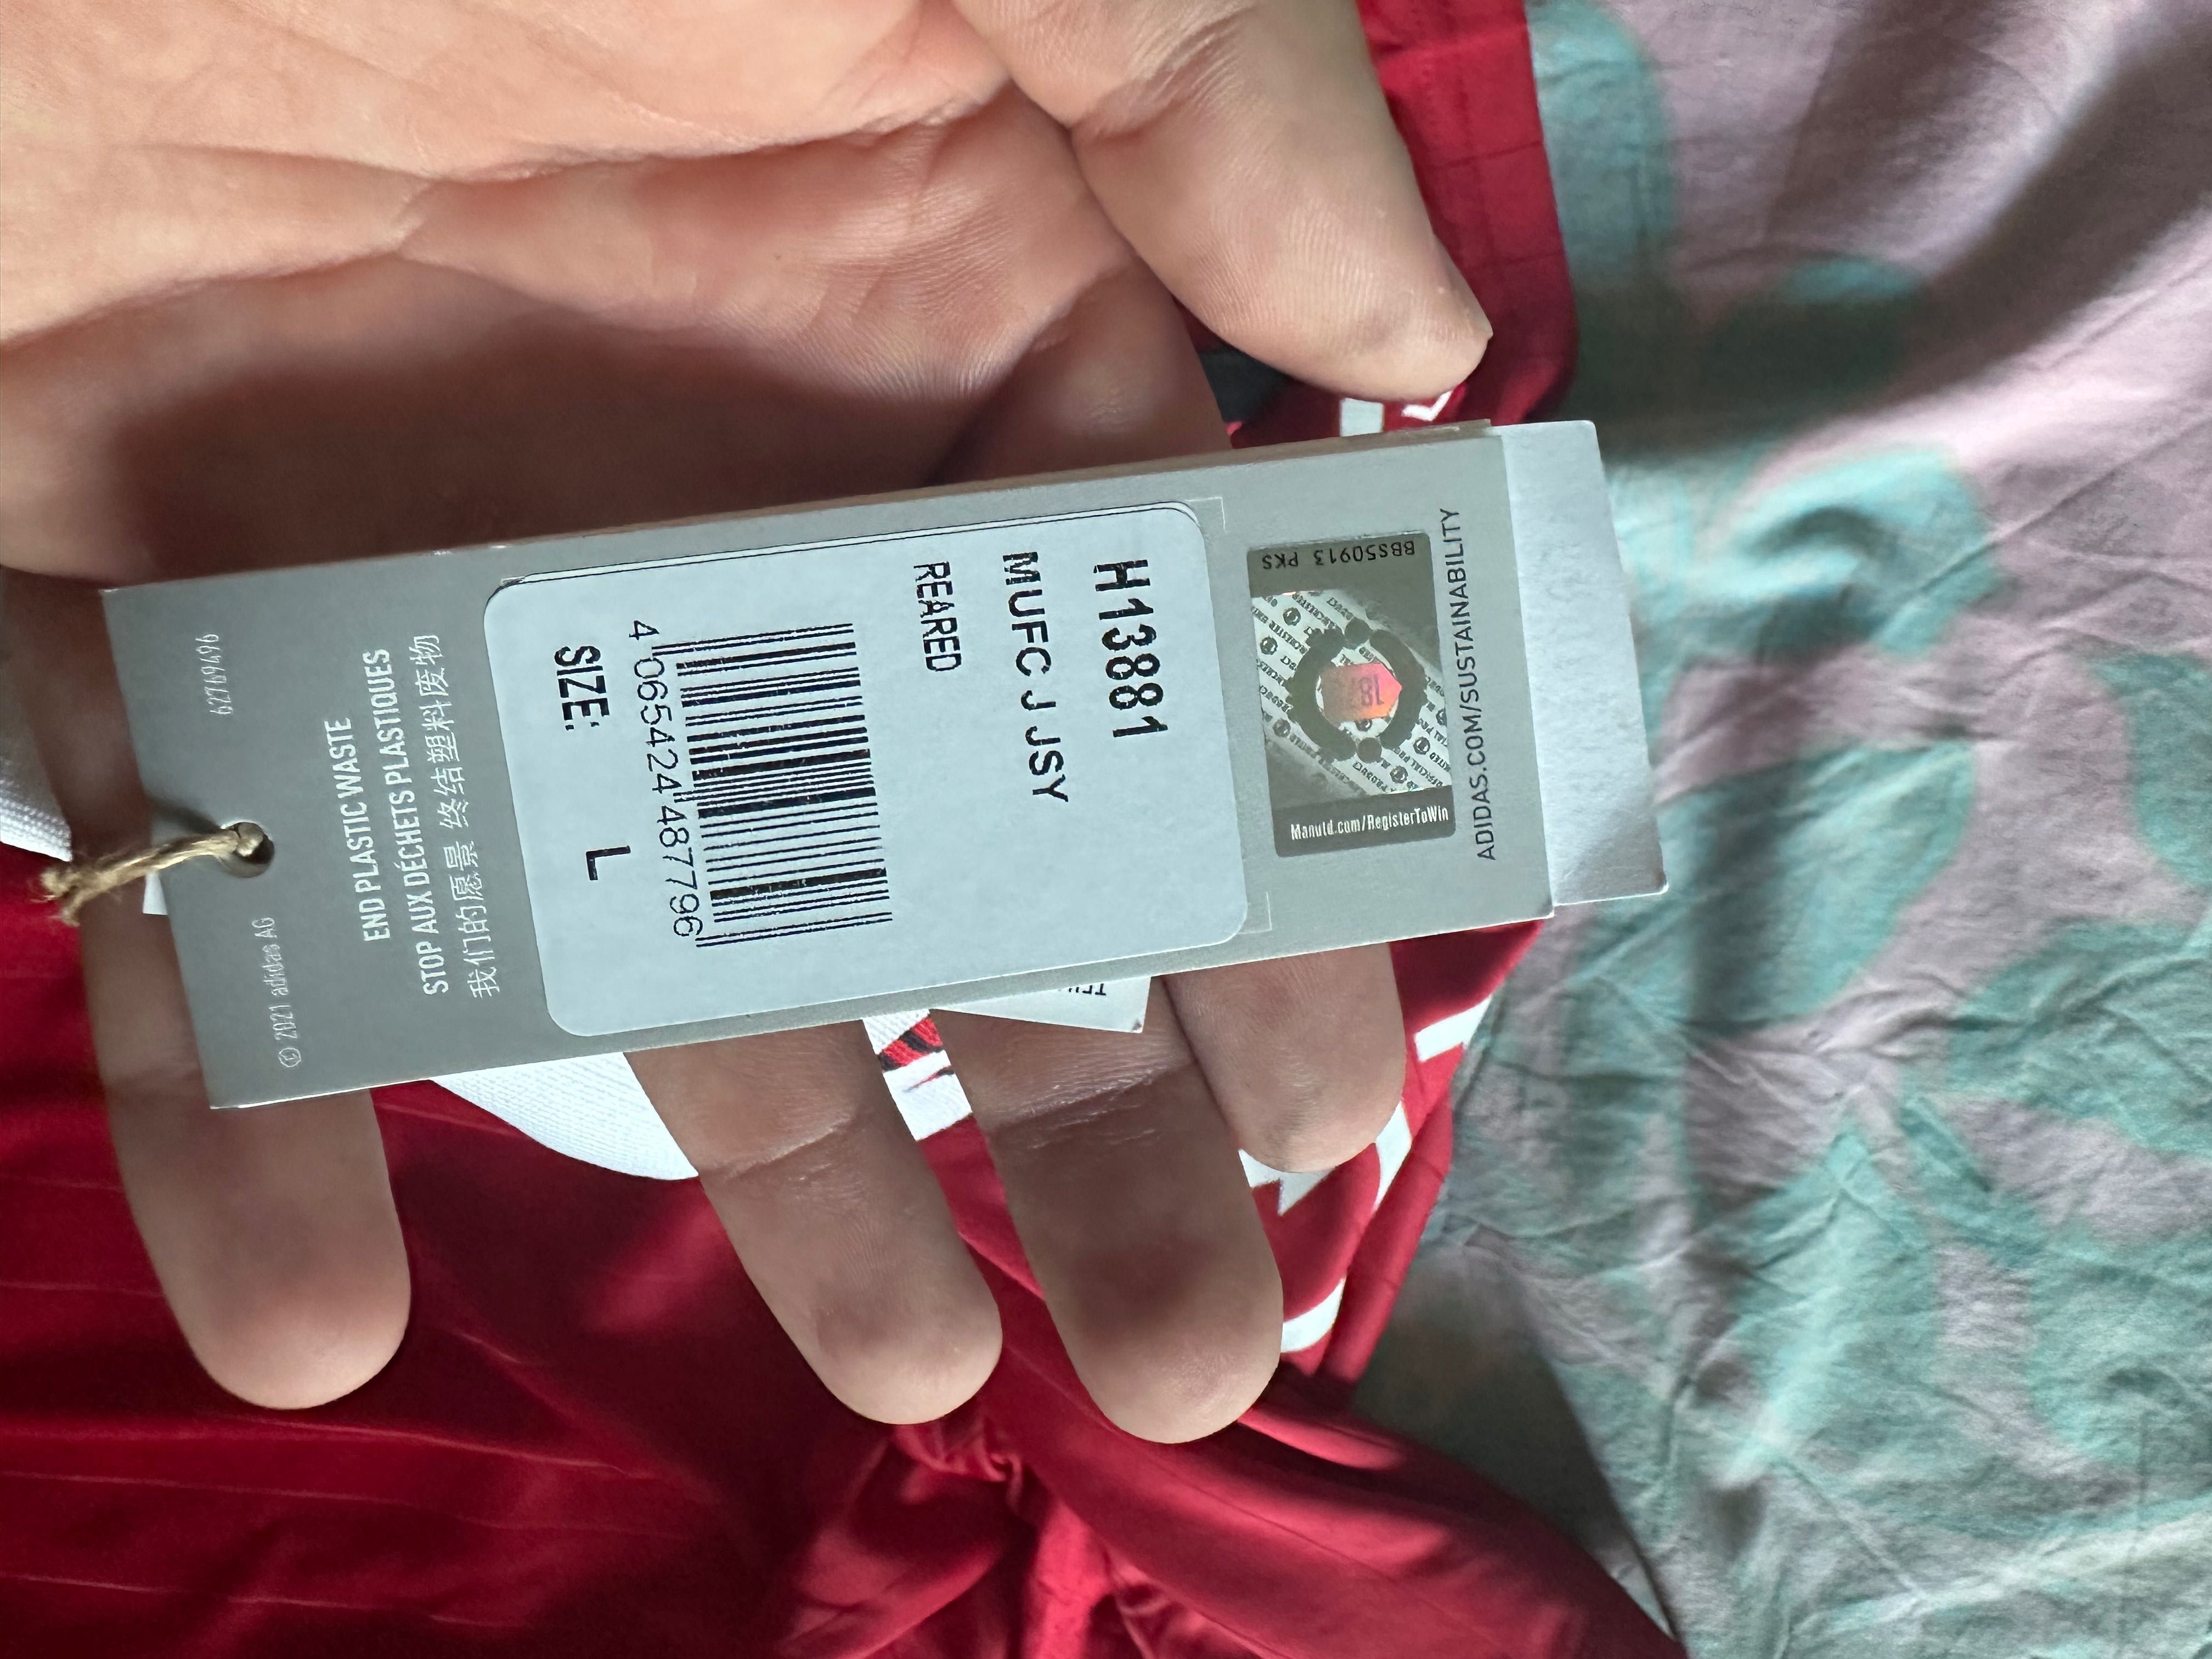 62769496
© 2021 adidas AG
END PLASTIC WASTE
STOP AUX DÉCHETS PLASTIQUES
我们的愿景 终结塑料废物
H13881
MUFC J JSY
REARED
4 065424 487796
SIZE: L
BBS50913 PKS
18
Manutd.com/RegisterToWin
ADIDAS.COM/SUSTAINABILITY